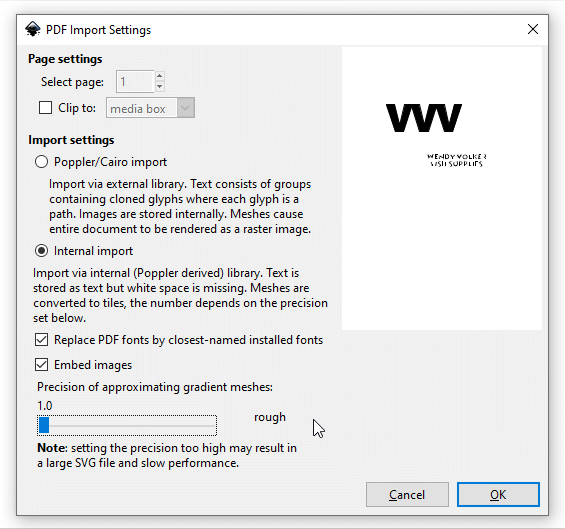 PDF Import Settings
Page settings
Select page: 1
Clip to: media box
Import settings
Poppler/Cairo import
Import via external library. Text consists of groups
containing cloned glyphs where each glyph is a
path. Images are stored internally. Meshes cause
entire document to be rendered as a raster image.
Internal import
Import via internal (Poppler derived) library. Text is
stored as text but white space is missing. Meshes are
converted to tiles, the number depends on the precision
set below.
Replace PDF fonts by closest-named installed fonts
Embed images
Precision of approximating gradient meshes:
1.0
rough
Note: setting the precision too high may result in
a large SVG file and slow performance.
Cancel
OK
VVV
WENDY VOLKER
SUPPLIES